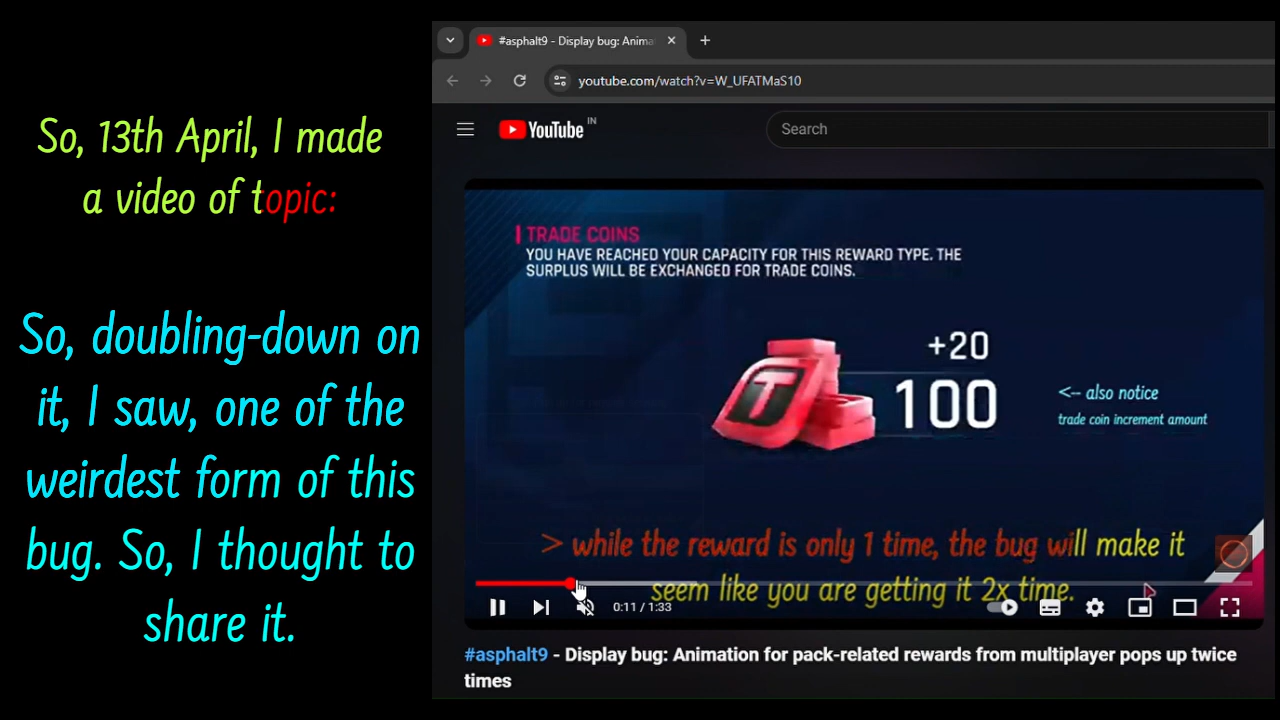 So, 13th April, I made
a video of topic:
So, doubling-down on
it, I saw, one of the
weirdest form of this
bug. So, I thought to
share it.
#asphalt9 - Display bug: Anima
youtube.com/watch?v=W_UFATMaS10
YouTube IN
Search
TRADE COINS
YOU HAVE REACHED YOUR CAPACITY FOR THIS REWARD TYPE. THE
SURPLUS WILL BE EXCHANGED FOR TRADE COINS.
+20
100
<-- also notice
trade coin increment amount
> while the reward is only 1 time, the bug will make it
seem like you are getting it 2x time.
0:11 / 1:33
#asphalt9 - Display bug: Animation for pack-related rewards from multiplayer pops up twice
times